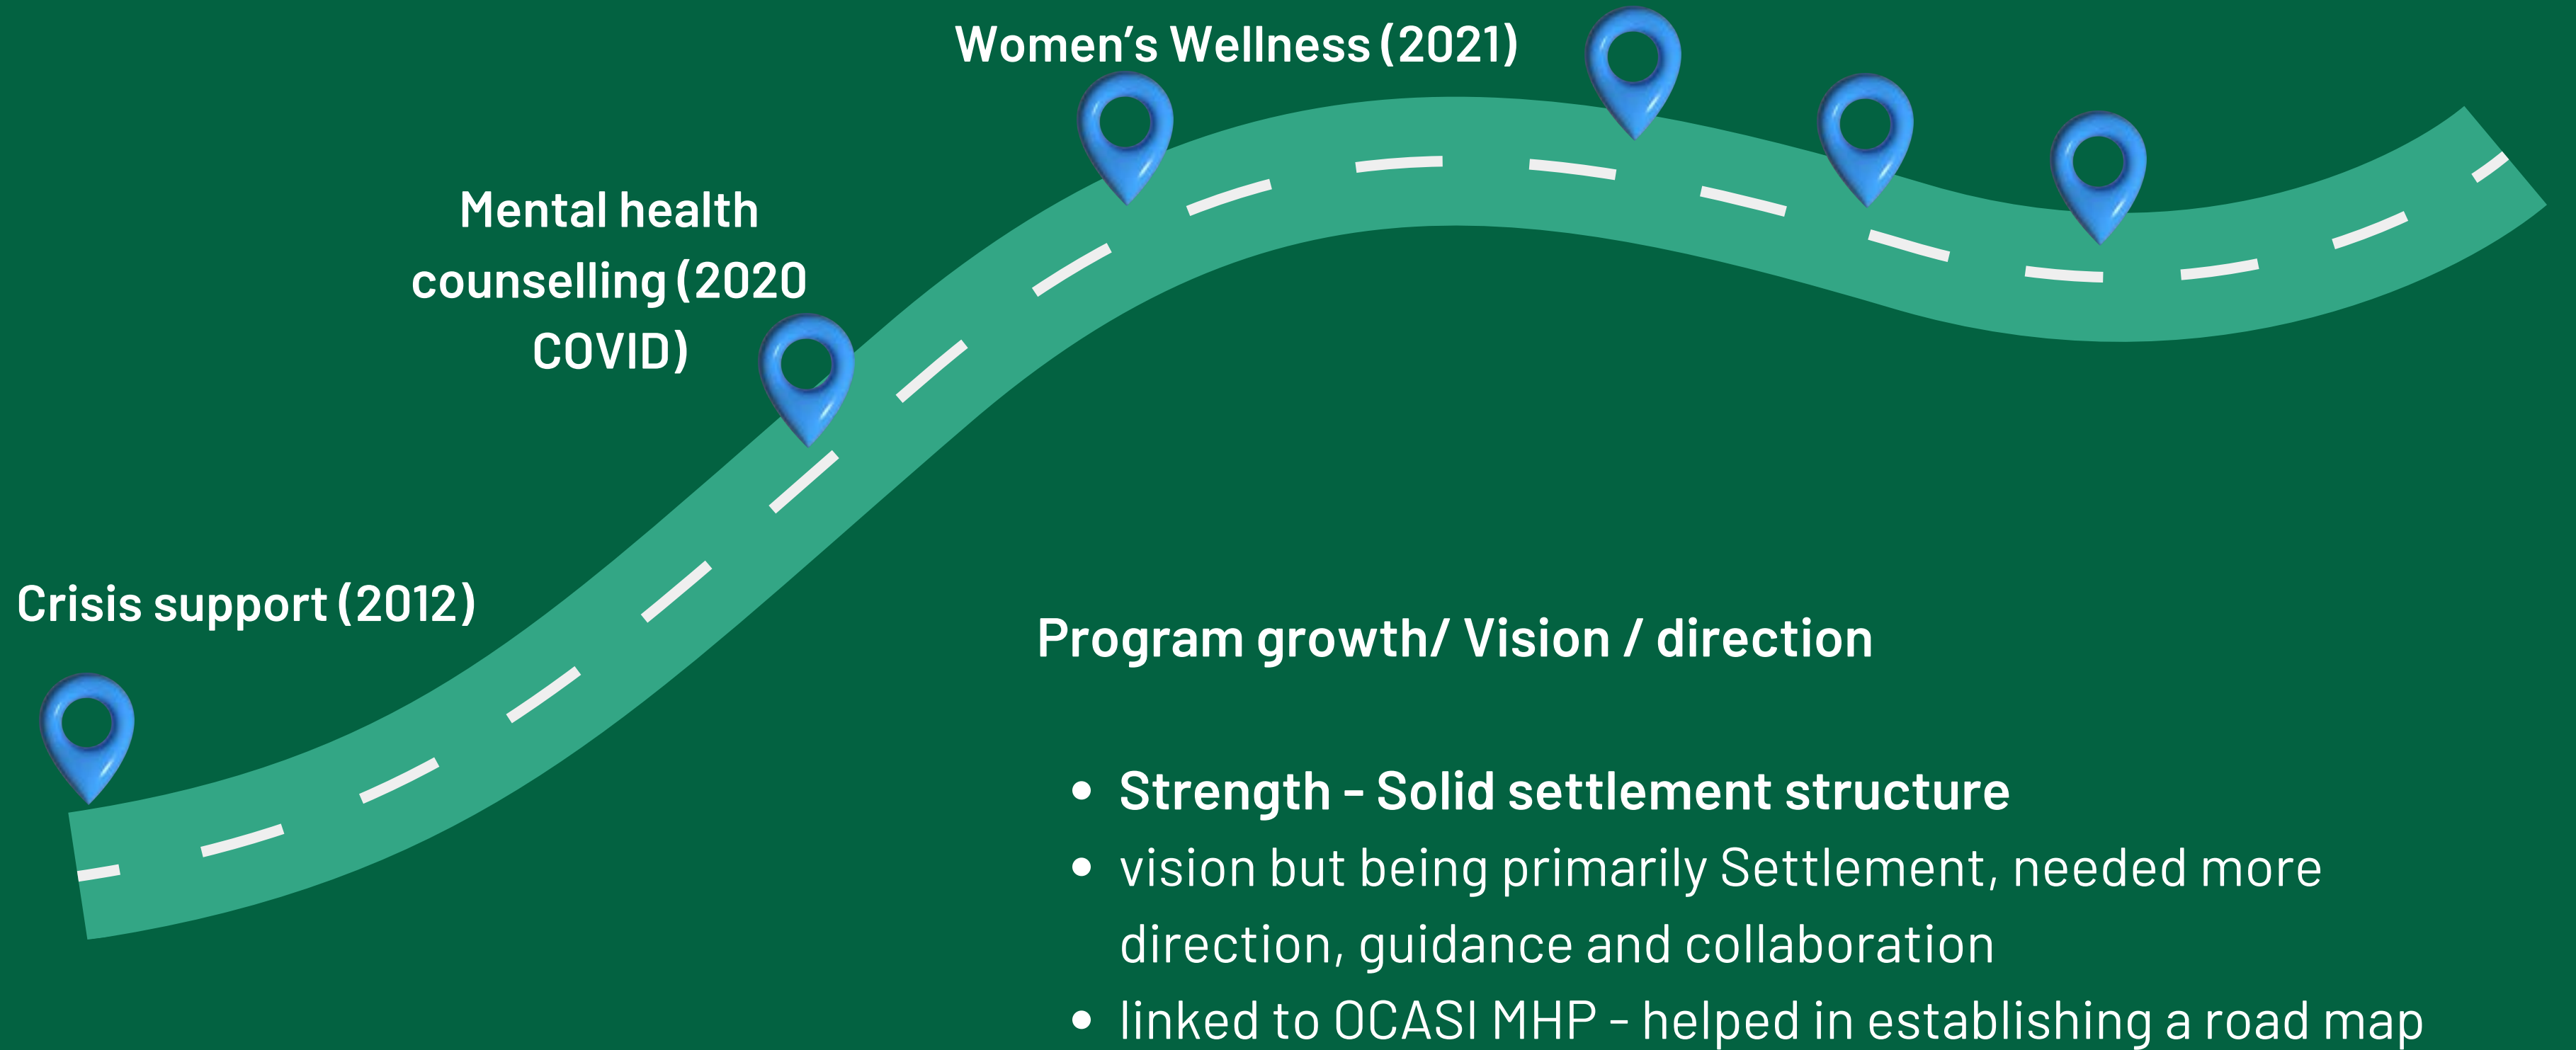 Women’s Wellness (2021)
Mental health
counselling (2020
COVID)
Crisis support (2012)
Program growth/ Vision / direction
• Strength - Solid settlement structure
• vision but being primarily Settlement, needed more
direction, guidance and collaboration
• linked to OCASI MHP - helped in establishing a road map